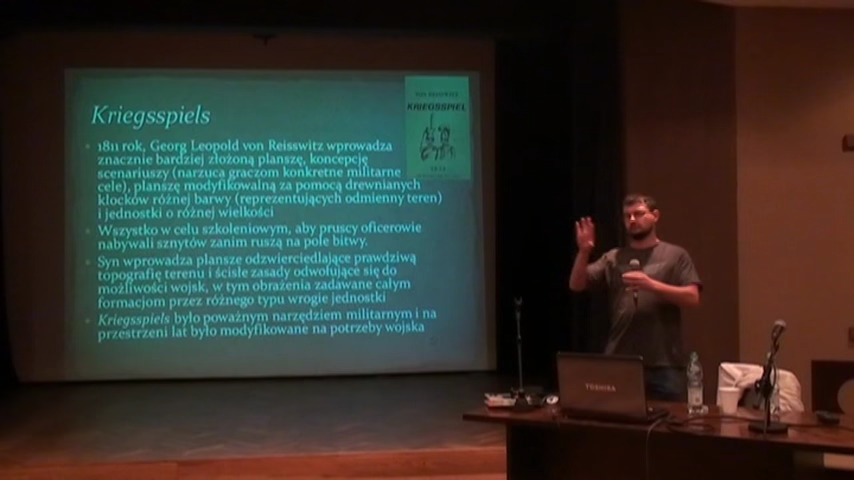 Kriegsspiels
VON REISSWITZ
KRIEGSSPIEL
1811 rok, Georg Leopold von Reisswitz wprowadza
znacznie bardziej złożoną planszę, koncepcję
scenariuszy (narzuca graczom konkretne militarne
cele), planszę modyfikowalną za pomocą drewnianych
klocków różnej barwy (reprezentujących odmienny teren)
i jednostki o różnej wielkości
Wszystko w celu szkoleniowym, aby pruscy oficerowie
nabywali sznytów zanim ruszą na pole bitwy.
Syn wprowadza plansze odzwierciedlające prawdziwą
topografię terenu i ścisłe zasady odwołujące się do
możliwości wojsk, w tym obrażenia zadawane całym
formacjom przez różnego typu wrogie jednostki
Kriegsspiels było poważnym narzędziem militarnym i na
przestrzeni lat było modyfikowane na potrzeby wojska
TOSHIBA